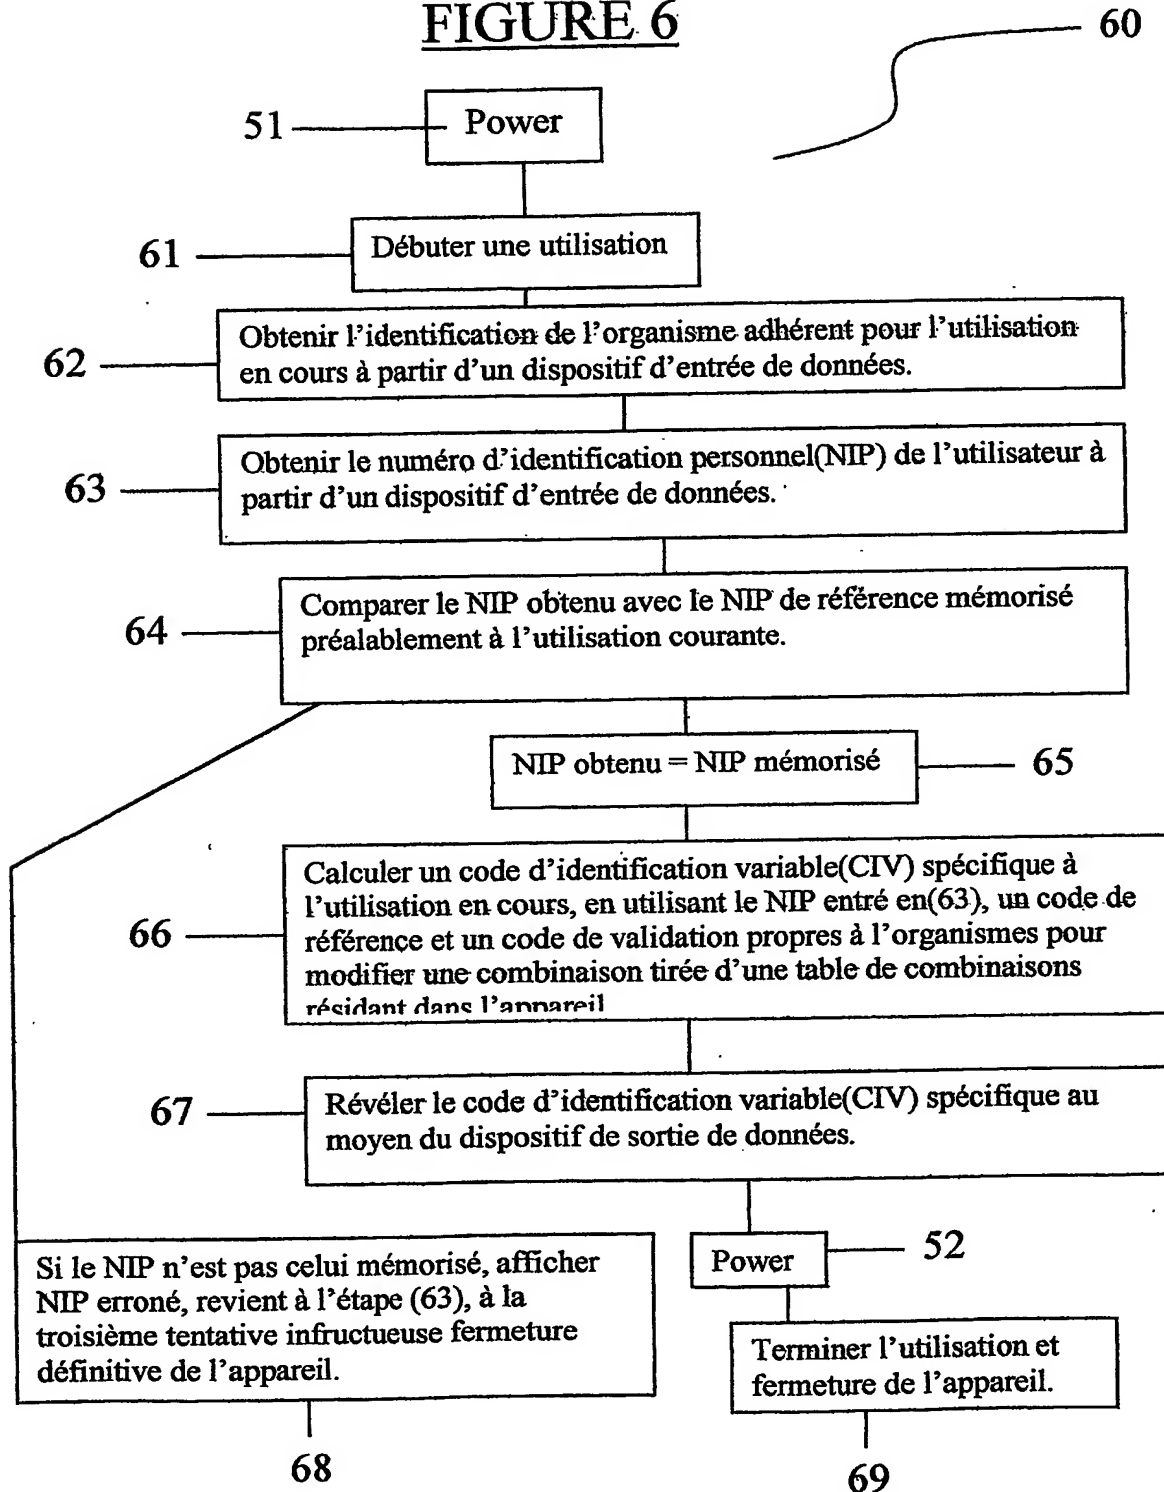 FIGURE 6
60
51
Power
61
Débuter une utilisation
62
Obtenir l'identification de l'organisme adhérent pour l'utilisation
en cours à partir d'un dispositif d'entrée de données.
63
Obtenir le numéro d'identification personnel(NIP) de l'utilisateur à
partir d'un dispositif d'entrée de données.
64
Comparer le NIP obtenu avec le NIP de référence mémorisé
préalablement à l'utilisation courante.
NIP obtenu = NIP mémorisé
65
66
Calculer un code d'identification variable(CIV) spécifique à
l'utilisation en cours, en utilisant le NIP entré en(63), un code de
référence et un code de validation propres à l'organismes pour
modifier une combinaison tirée d'une table de combinaisons
résidant dans l'appareil
67
Révéler le code d'identification variable(CIV) spécifique au
moyen du dispositif de sortie de données.
Power
52
Si le NIP n'est pas celui mémorisé, afficher
NIP erroné, revient à l'étape (63), à la
troisième tentative infructueuse fermeture
définitive de l'appareil.
Terminer l'utilisation et
fermeture de l'appareil.
68
69